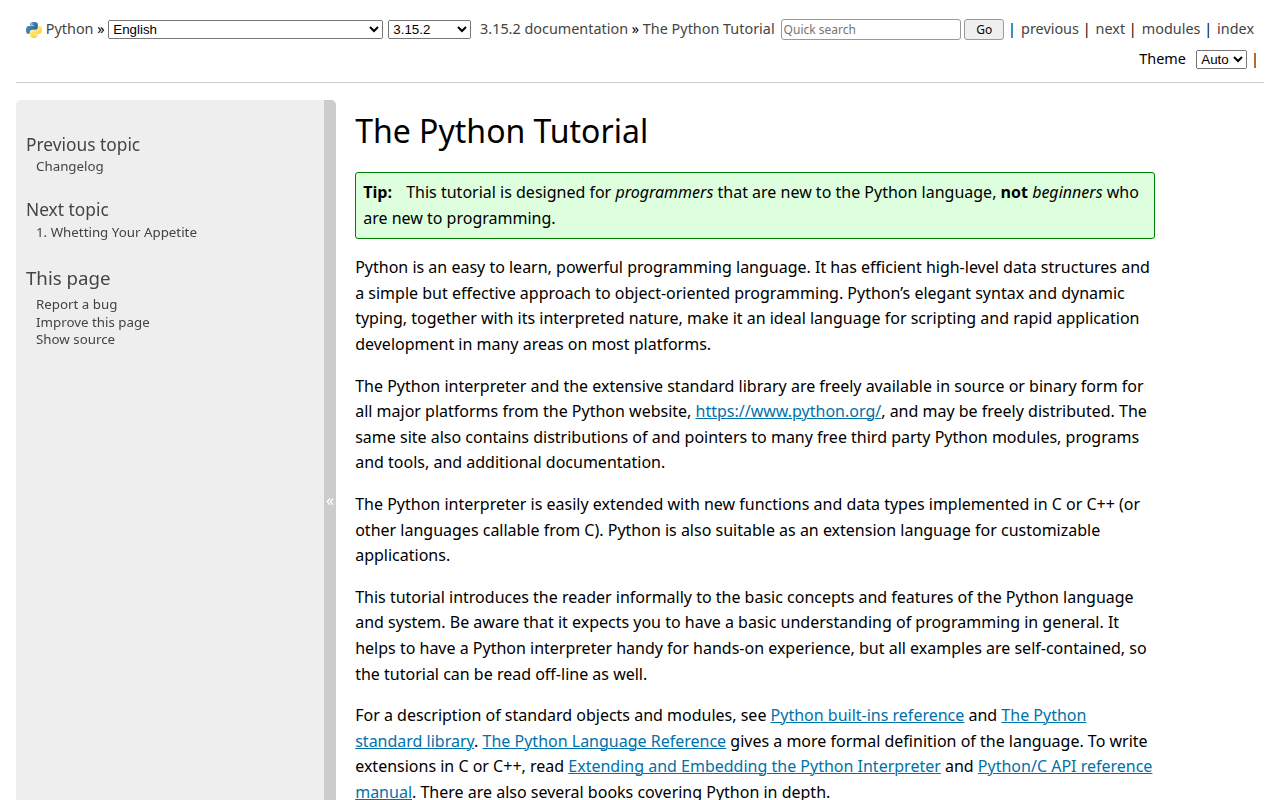 Python » English 3.15.2 3.15.2 documentation » The Python Tutorial Quick search Go | previous | next | modules | index
Theme Auto |
Previous topic
Changelog
Next topic
1. Whetting Your Appetite
This page
Report a bug
Improve this page
Show source
«
The Python Tutorial
Tip: This tutorial is designed for programmers that are new to the Python language, not beginners who
are new to programming.
Python is an easy to learn, powerful programming language. It has efficient high-level data structures and
a simple but effective approach to object-oriented programming. Python’s elegant syntax and dynamic
typing, together with its interpreted nature, make it an ideal language for scripting and rapid application
development in many areas on most platforms.
The Python interpreter and the extensive standard library are freely available in source or binary form for
all major platforms from the Python website, https://www.python.org/, and may be freely distributed. The
same site also contains distributions of and pointers to many free third party Python modules, programs
and tools, and additional documentation.
The Python interpreter is easily extended with new functions and data types implemented in C or C++ (or
other languages callable from C). Python is also suitable as an extension language for customizable
applications.
This tutorial introduces the reader informally to the basic concepts and features of the Python language
and system. Be aware that it expects you to have a basic understanding of programming in general. It
helps to have a Python interpreter handy for hands-on experience, but all examples are self-contained, so
the tutorial can be read off-line as well.
For a description of standard objects and modules, see Python built-ins reference and The Python
standard library. The Python Language Reference gives a more formal definition of the language. To write
extensions in C or C++, read Extending and Embedding the Python Interpreter and Python/C API reference
manual. There are also several books covering Python in depth.